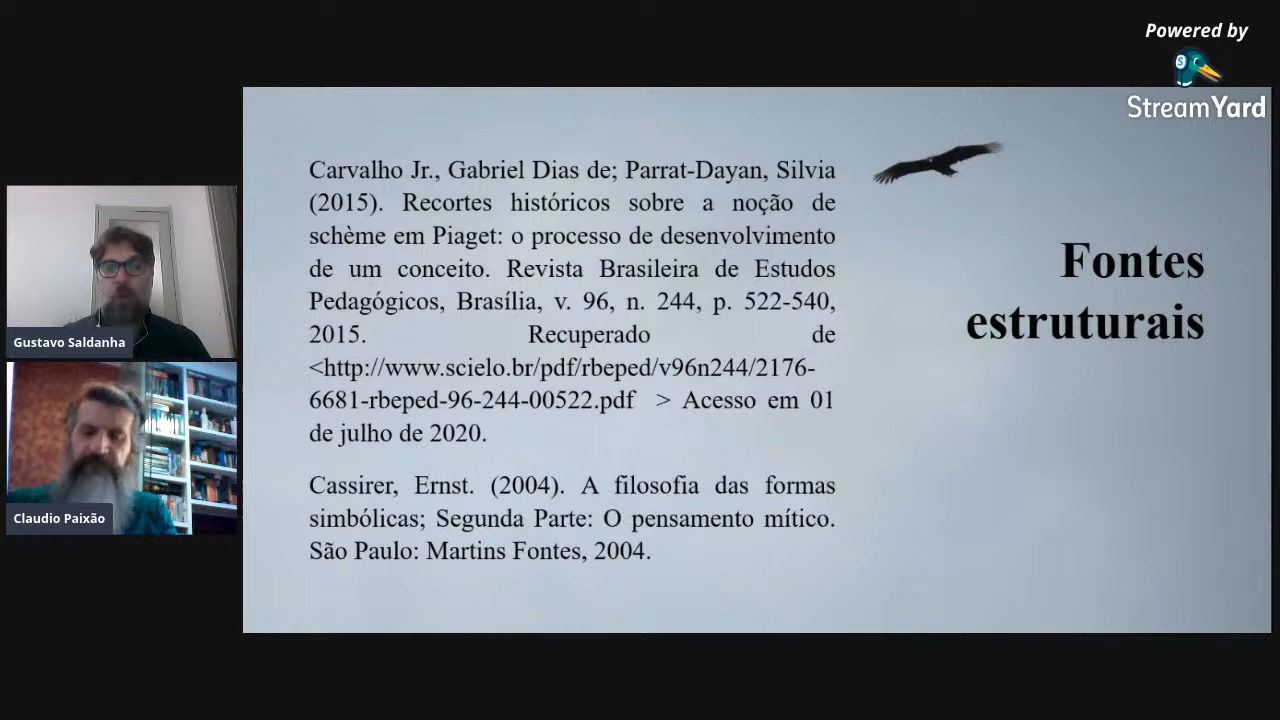 Powered by
StreamYard
Carvalho Jr., Gabriel Dias de; Parrat-Dayan, Silvia
(2015). Recortes históricos sobre a noção de
schème em Piaget: o processo de desenvolvimento
de um conceito. Revista Brasileira de Estudos
Pedagógicos, Brasília, v. 96, n. 244, p. 522-540,
2015. Recuperado de
<http://www.scielo.br/pdf/rbeped/v96n244/2176-
6681-rbeped-96-244-00522.pdf > Acesso em 01
de julho de 2020.
Cassirer, Ernst. (2004). A filosofia das formas
simbólicas; Segunda Parte: O pensamento mítico.
São Paulo: Martins Fontes, 2004.
Fontes
estruturais
Gustavo Saldanha
Claudio Paixão